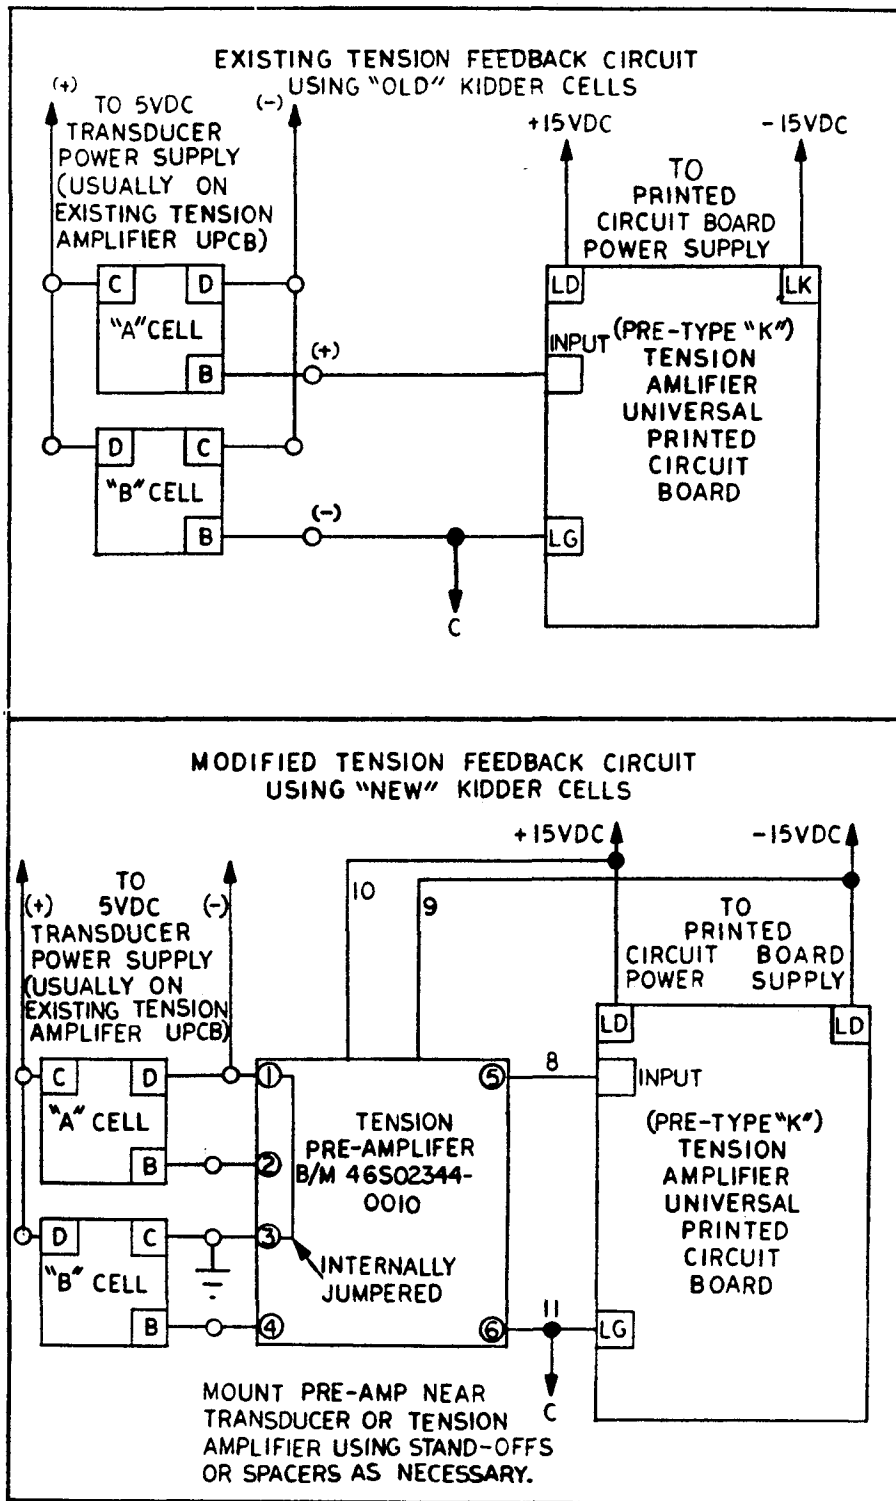 EXISTING TENSION FEEDBACK CIRCUIT
USING "OLD" KIDDER CELLS
(+)
TO 5VDC
(-)
TRANSDUCER
POWER SUPPLY
(USUALLY ON
EXISTING TENSION
AMPLIFIER UPCB)
+15VDC
-15VDC
TO
PRINTED
CIRCUIT BOARD
POWER SUPPLY
C
D
"A" CELL
B
(+)
D
C
"B" CELL
B
(-)
C
LD
LK
INPUT
(PRE-TYPE "K")
TENSION
AMLIFIER
UNIVERSAL
PRINTED
CIRCUIT
BOARD
LG
MODIFIED TENSION FEEDBACK CIRCUIT
USING "NEW" KIDDER CELLS
+15VDC
-15VDC
10
9
TO
(+) 5VDC (-)
TRANSDUCER
POWER SUPPLY
(USUALLY ON
EXISTING TENSION
AMPLIFER UPCB)
TO
PRINTED
CIRCUIT BOARD
POWER SUPPLY
C
D
"A" CELL
B
D
C
"B" CELL
B
1
2
3
4
5
6
TENSION
PRE-AMPLIFER
B/M 46S02344-
0010
INTERNALLY
JUMPERED
8
11
C
LD
LD
INPUT
(PRE-TYPE "K")
TENSION
AMPLIFIER
UNIVERSAL
PRINTED
CIRCUIT
BOARD
LG
MOUNT PRE-AMP NEAR
TRANSDUCER OR TENSION
AMPLIFIER USING STAND-OFFS
OR SPACERS AS NECESSARY.